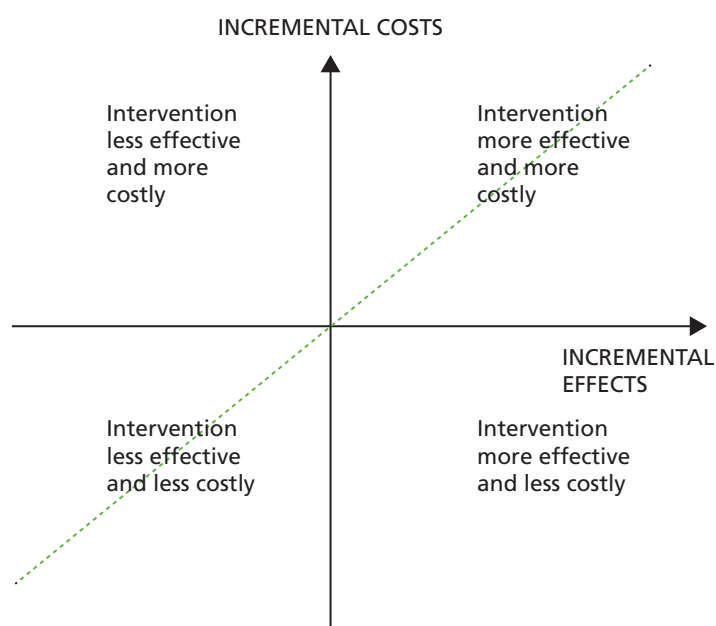 INCREMENTAL COSTS
Intervention
less effective
and more
costly
Intervention
more effective
and more
costly
INCREMENTAL
EFFECTS
Intervention
less effective
and less costly
Intervention
more effective
and less costly